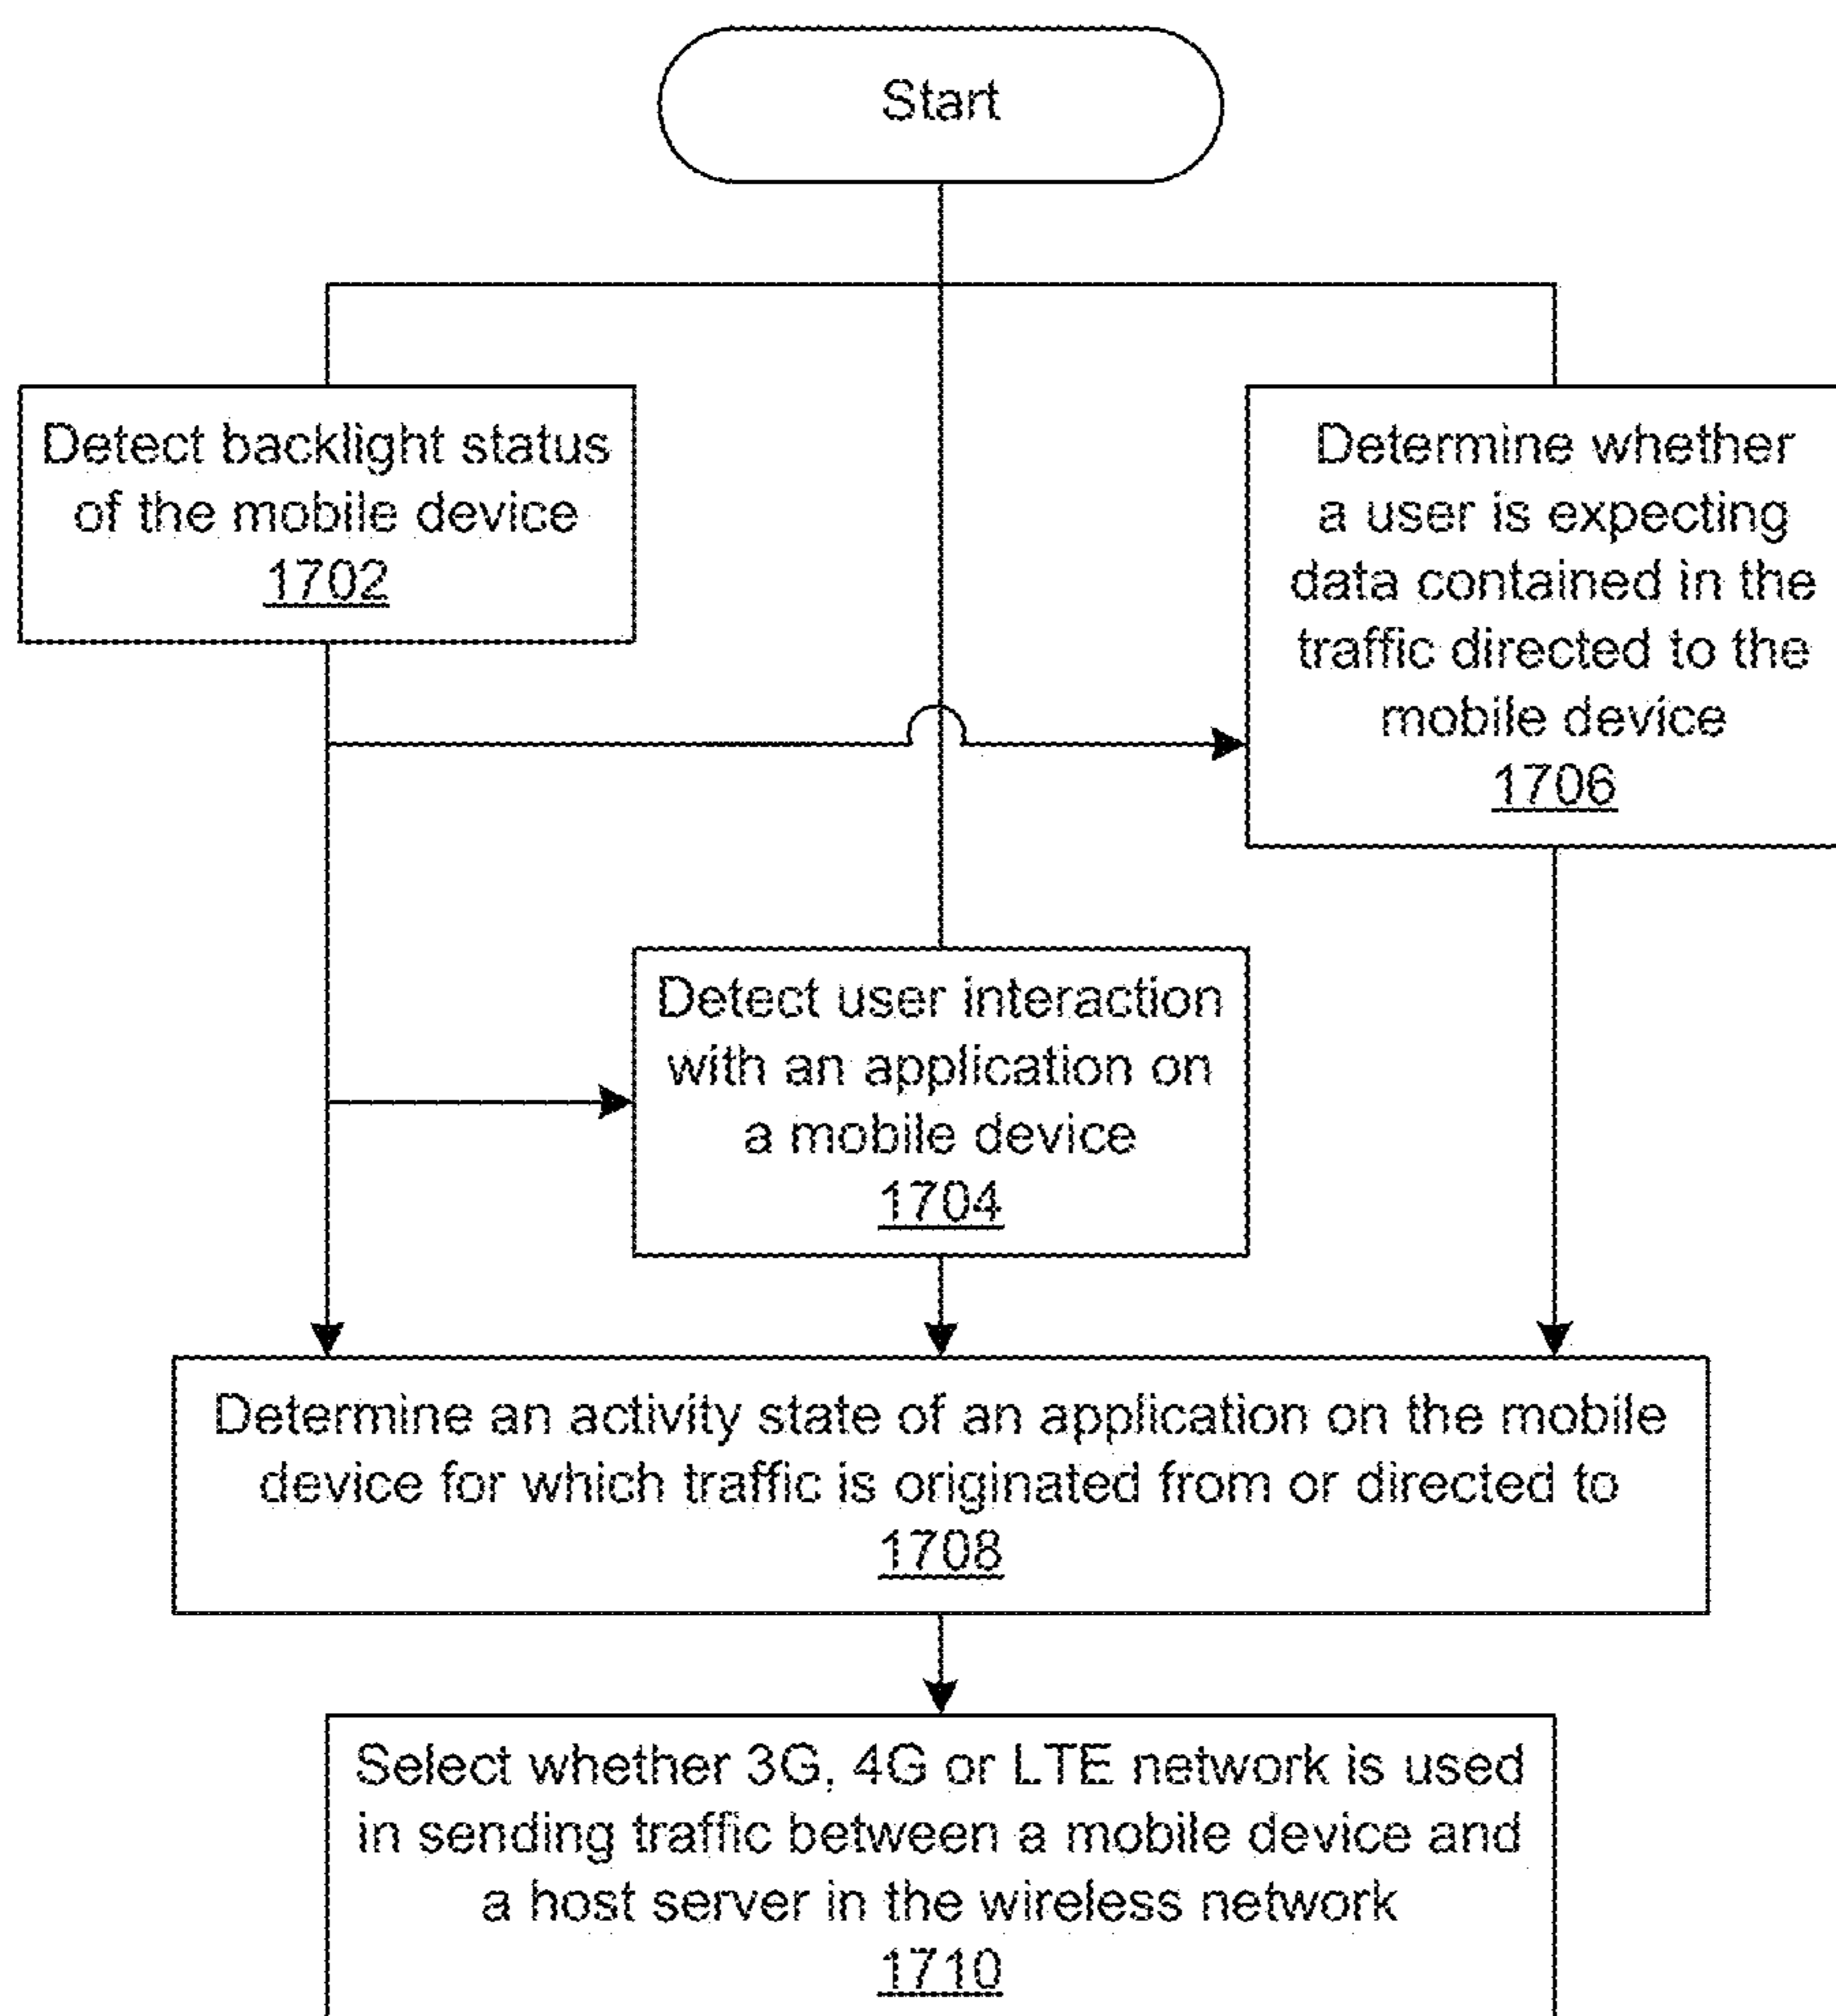 Start
Detect backlight status
of the mobile device
1702
Determine whether
a user is expecting
data contained in the
traffic directed to the
mobile device
1706
Detect user interaction
with an application on
a mobile device
1704
Determine an activity state of an application on the mobile
device for which traffic is originated from or directed to
1708
Select whether 3G, 4G or LTE network is used
in sending traffic between a mobile device and
a host server in the wireless network
1710